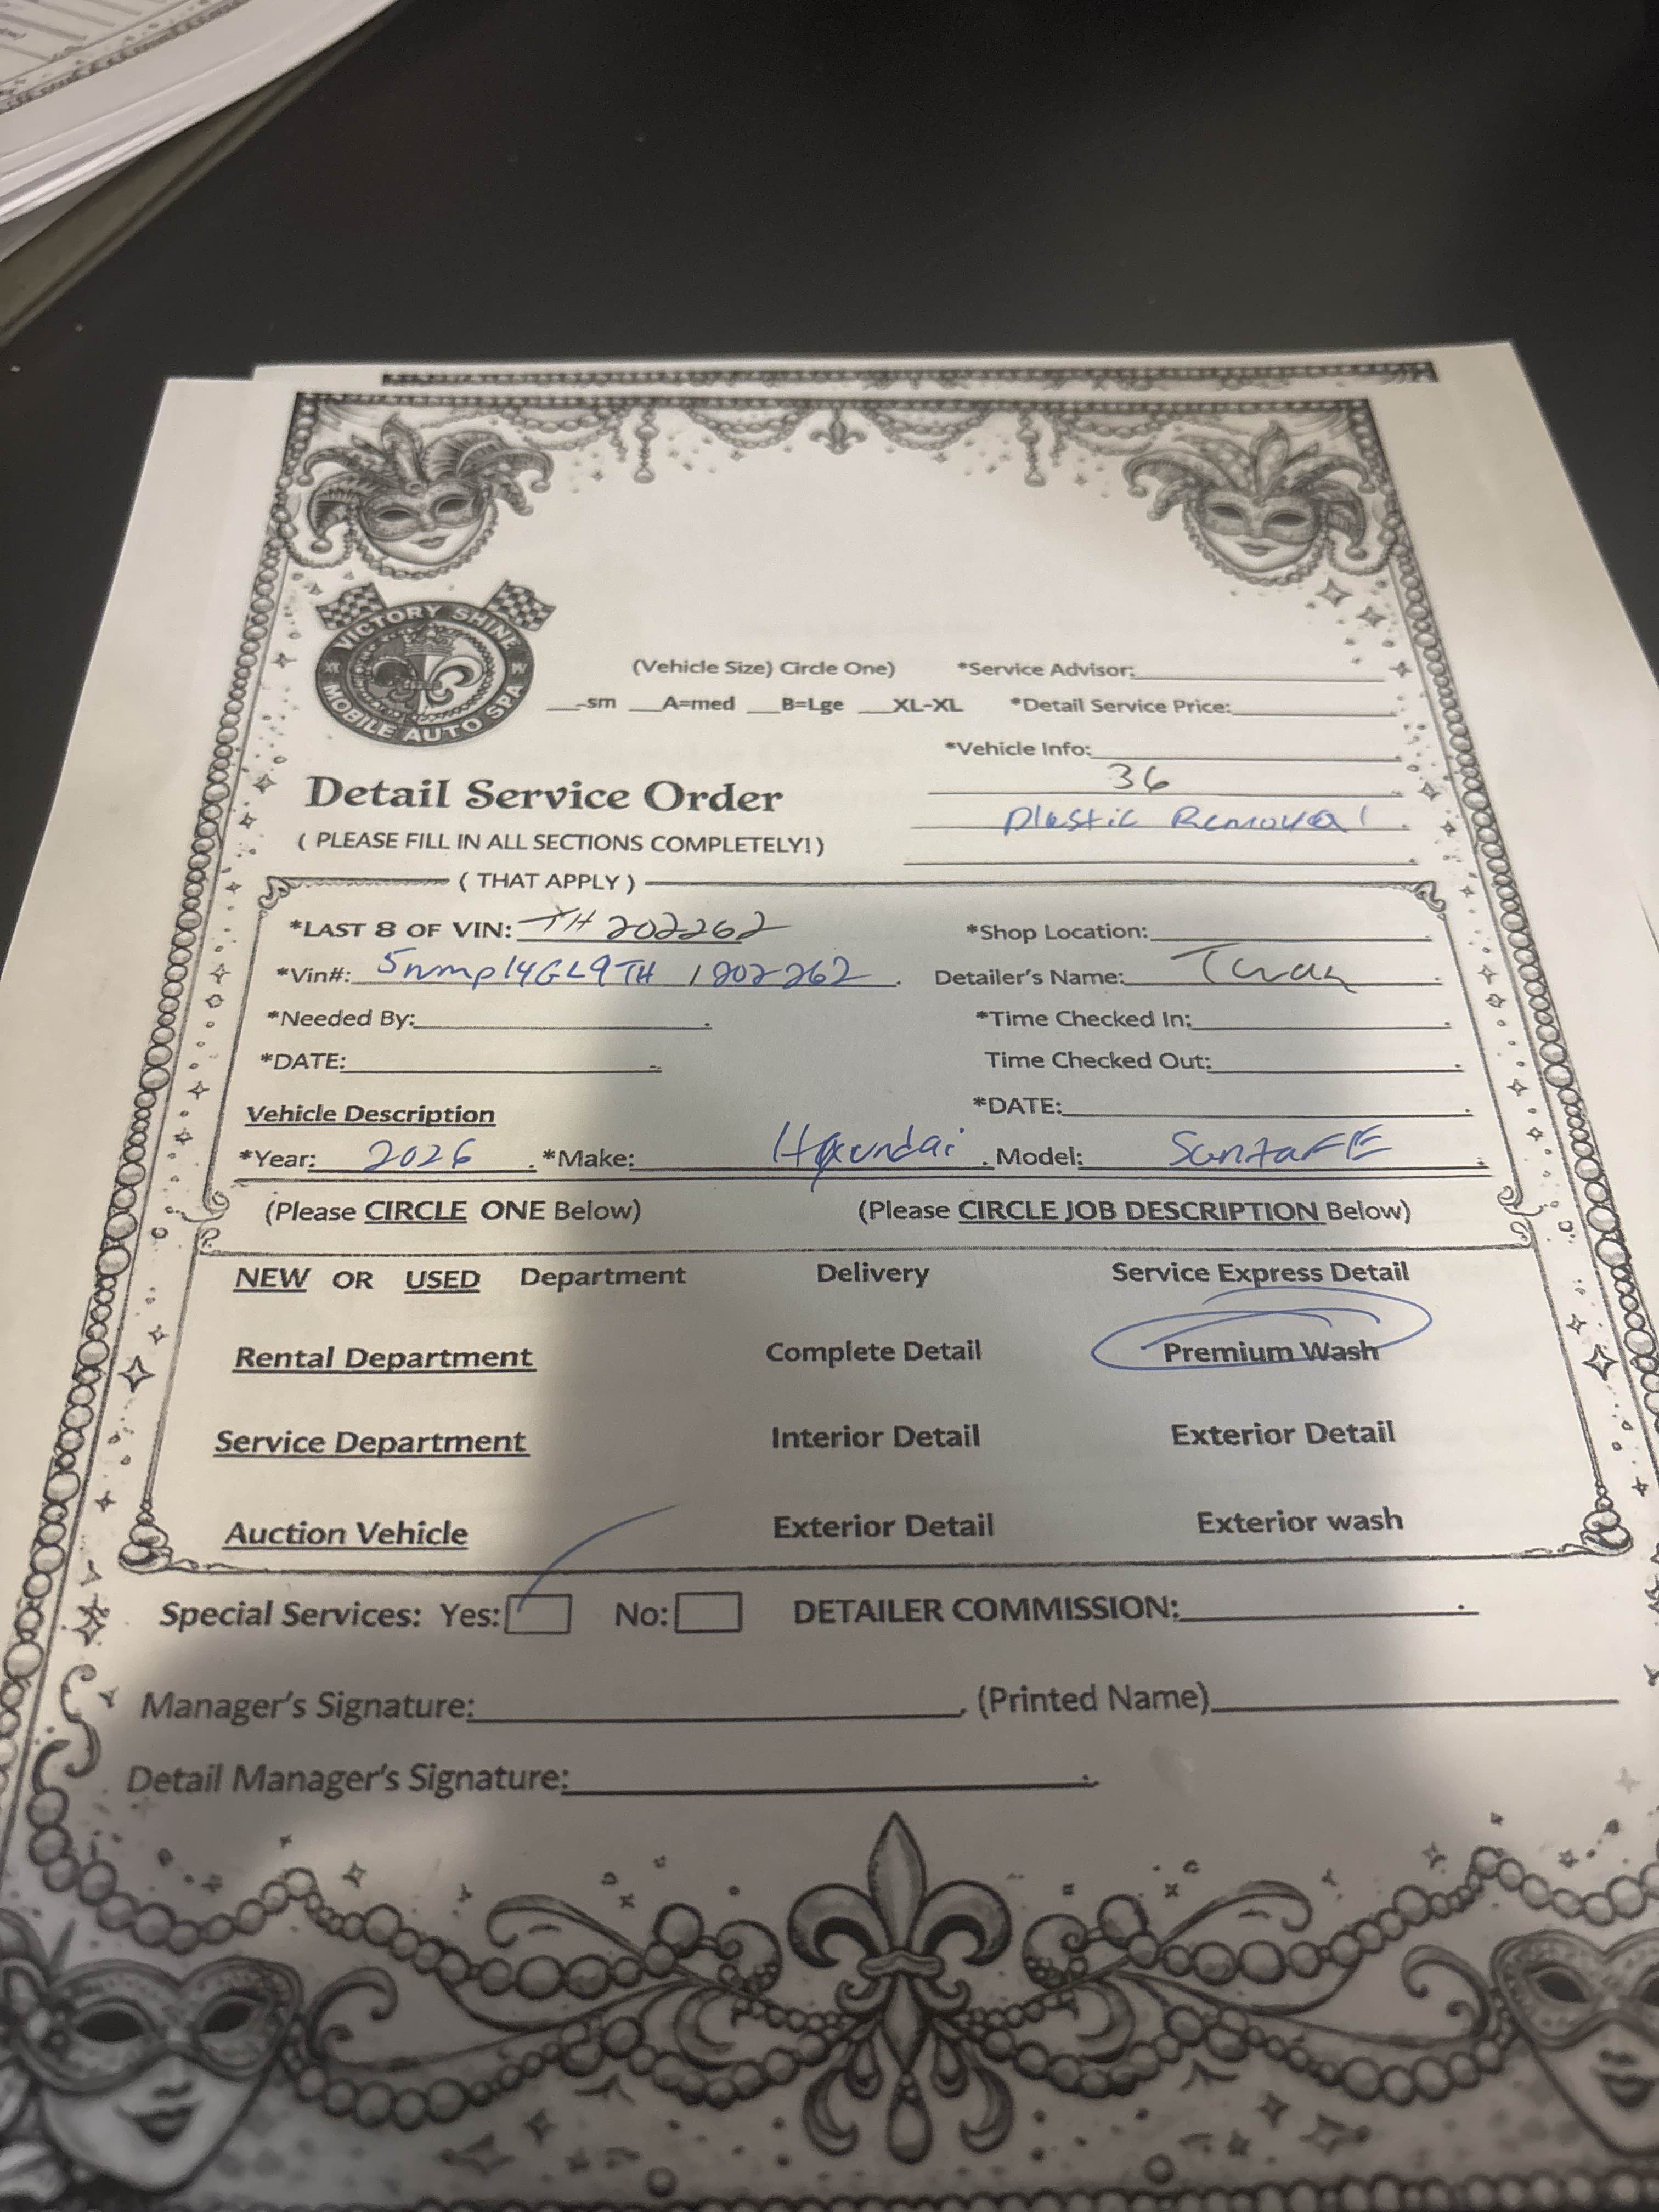 VICTORY SHINE
MOBILE AUTO SPA
(Vehicle Size) Circle One) *Service Advisor:
__-sm __A=med __B=Lge __XL-XL *Detail Service Price:
*Vehicle Info:
36
Detail Service Order
Plastic Removal
( PLEASE FILL IN ALL SECTIONS COMPLETELY!)
( THAT APPLY )
*LAST 8 OF VIN: TH 202262 *Shop Location:
*Vin#: 5nmp14GL9TH 1202262. Detailer's Name:
*Needed By: . *Time Checked In: .
*DATE: . Time Checked Out: .
Vehicle Description *DATE: .
*Year: 2026 . *Make: Hyundai . Model: SantaFE
(Please CIRCLE ONE Below) (Please CIRCLE JOB DESCRIPTION Below)
NEW OR USED Department Delivery Service Express Detail
Rental Department Complete Detail Premium Wash
Service Department Interior Detail Exterior Detail
Auction Vehicle Exterior Detail Exterior wash
Special Services: Yes: No: DETAILER COMMISSION: .
Manager's Signature: . (Printed Name)
Detail Manager's Signature: .